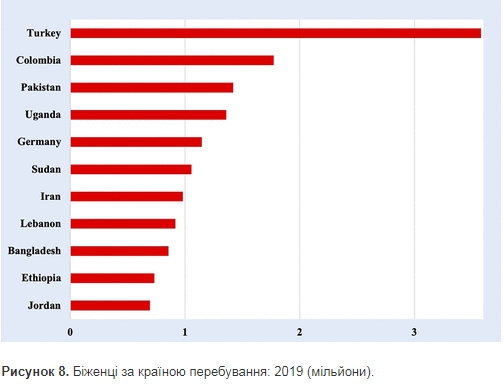 Turkey
Colombia
Pakistan
Uganda
Germany
Sudan
Iran
Lebanon
Bangladesh
Ethiopia
Jordan
0 1 2 3
Рисунок 8. Біженці за країною перебування: 2019 (мільйони).